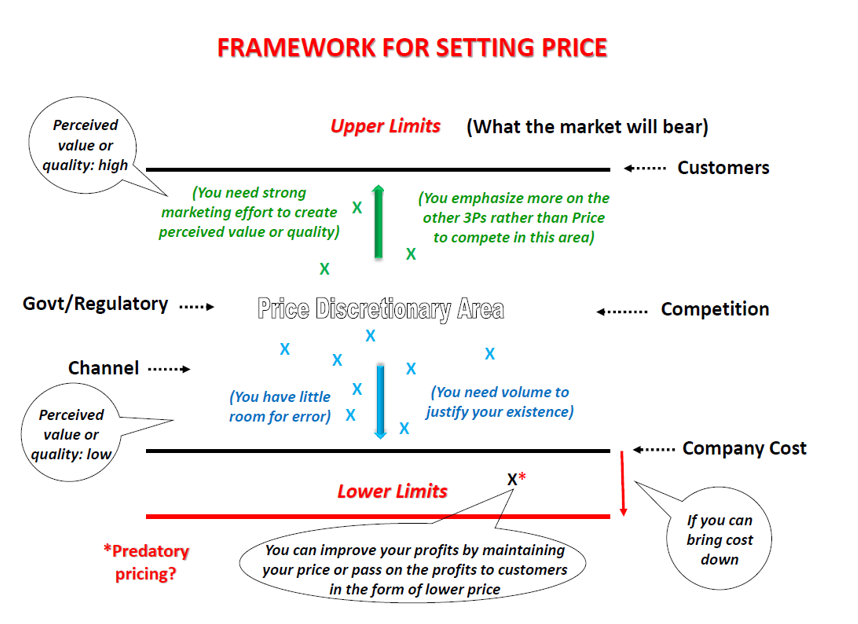 FRAMEWORK FOR SETTING PRICE
Perceived
value or
quality: high
Upper Limits (What the market will bear)
Customers
(You need strong
marketing effort to create
perceived value or quality)
X
(You emphasize more on the
other 3Ps rather than Price
to compete in this area)
X
X
Govt/Regulatory
Price Discretionary Area
Competition
X
X
X
X
X
Channel
X
X
X
(You have little
room for error)
(You need volume to
justify your existence)
Perceived
value or
quality: low
Company Cost
Lower Limits
X*
If you can
bring cost
down
*Predatory
pricing?
You can improve your profits by maintaining
your price or pass on the profits to customers
in the form of lower price